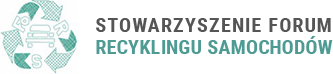 STOWARZYSZENIE FORUM
RECYKLINGU SAMOCHODÓW